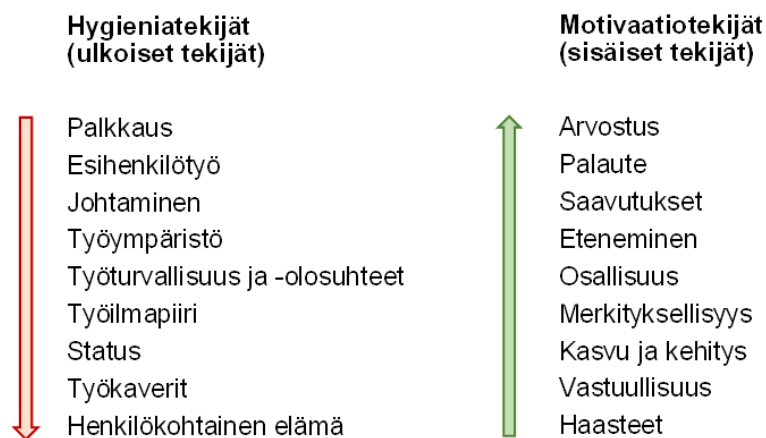 Hygieniatekijät
(ulkoiset tekijät)
Palkkaus
Esihenkilötyö
Johtaminen
Työympäristö
Työturvallisuus ja -olosuhteet
Työilmapiiri
Status
Työkaverit
Henkilökohtainen elämä
Motivaatiotekijät
(sisäiset tekijät)
Arvostus
Palaute
Saavutukset
Eteneminen
Osallisuus
Merkityksellisyys
Kasvu ja kehitys
Vastuullisuus
Haasteet